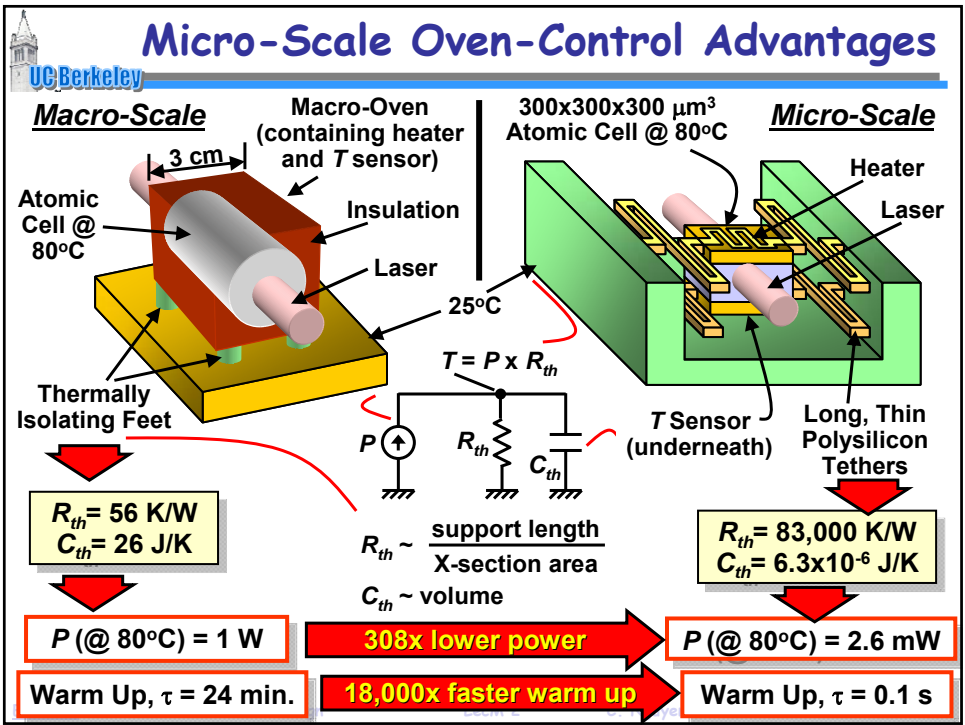 Micro-Scale Oven-Control Advantages
UC Berkeley
Macro-Scale
Macro-Oven
(containing heater
and T sensor)
3 cm
Atomic
Cell @
80°C
Insulation
Laser
25°C
Thermally
Isolating Feet
300x300x300 µm³
Atomic Cell @ 80°C
Micro-Scale
Heater
Laser
T Sensor
(underneath)
Long, Thin
Polysilicon
Tethers
T = P x Rth
P
Rth
Cth
Rth ~ support length
X-section area
Cth ~ volume
Rth= 56 K/W
Cth= 26 J/K
Rth= 83,000 K/W
Cth= 6.3x10⁻⁶ J/K
P (@ 80°C) = 1 W
308x lower power
P (@ 80°C) = 2.6 mW
Warm Up, τ = 24 min.
18,000x faster warm up
Warm Up, τ = 0.1 s